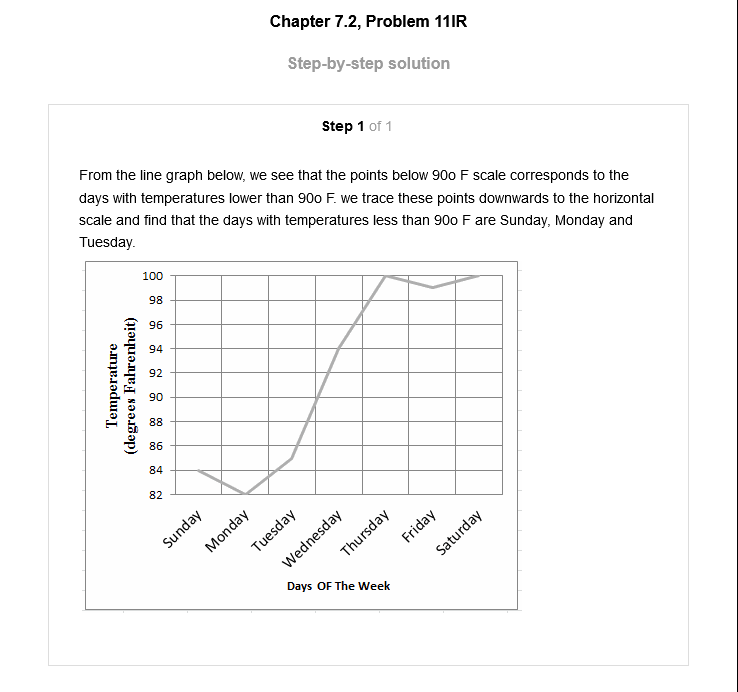 Chapter 7.2, Problem 11IR
Step-by-step solution
Step 1 of 1
From the line graph below, we see that the points below 90o F scale corresponds to the
days with temperatures lower than 90o F. we trace these points downwards to the horizontal
scale and find that the days with temperatures less than 90o F are Sunday, Monday and
Tuesday.
Temperature
(degrees Fahrenheit)
100
98
96
94
92
90
88
86
84
82
Sunday
Monday
Tuesday
Wednesday
Thursday
Friday
Saturday
Days OF The Week